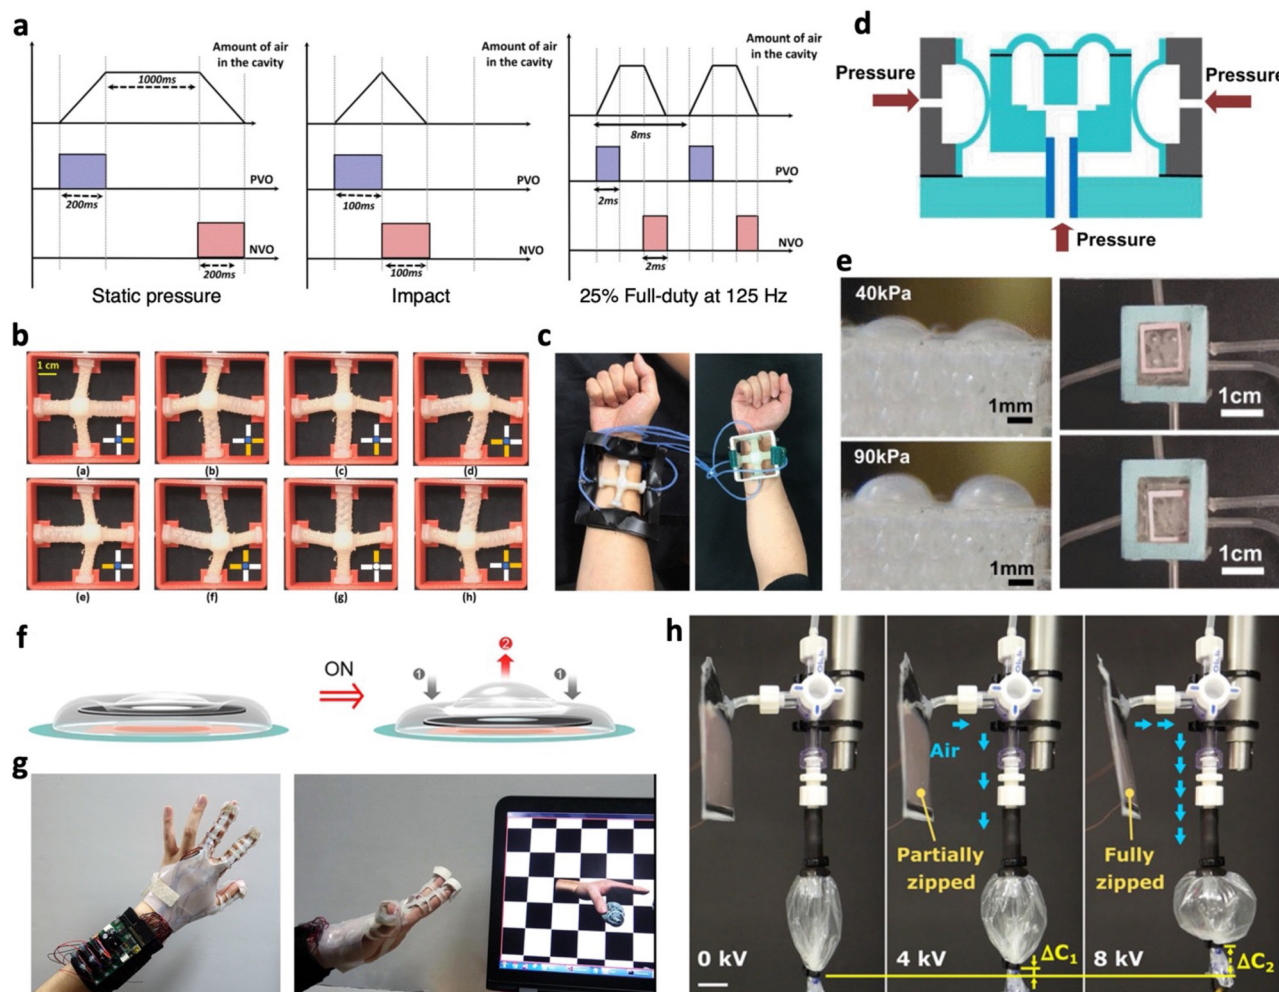 a
Amount of air
in the cavity
1000ms
PVO
200ms
NVO
200ms
Static pressure
Amount of air
in the cavity
PVO
100ms
NVO
100ms
Impact
Amount of air
in the cavity
8ms
PVO
2ms
NVO
2ms
25% Full-duty at 125 Hz
d
Pressure
Pressure
Pressure
b
1 cm
(a)
(b)
(c)
(d)
(e)
(f)
(g)
(h)
c
e
40kPa
1mm
1cm
90kPa
1mm
1cm
f
ON
1
2
1
g
h
Air
Partially
zipped
Fully
zipped
0 kV
4 kV
ΔC1
8 kV
ΔC2